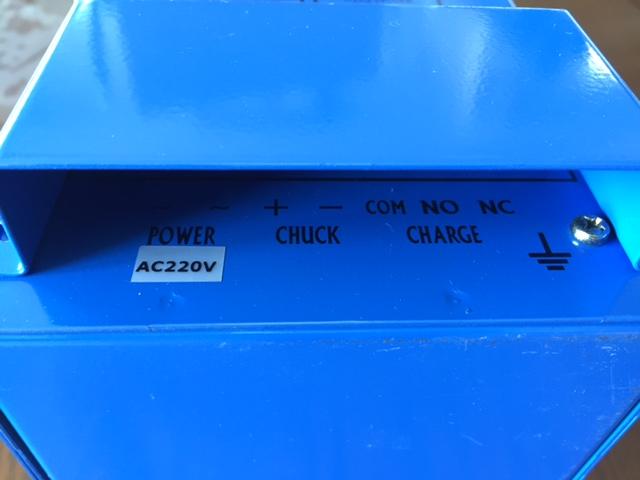 ~ ~ + − COM NO NC
POWER CHUCK CHARGE
AC220V